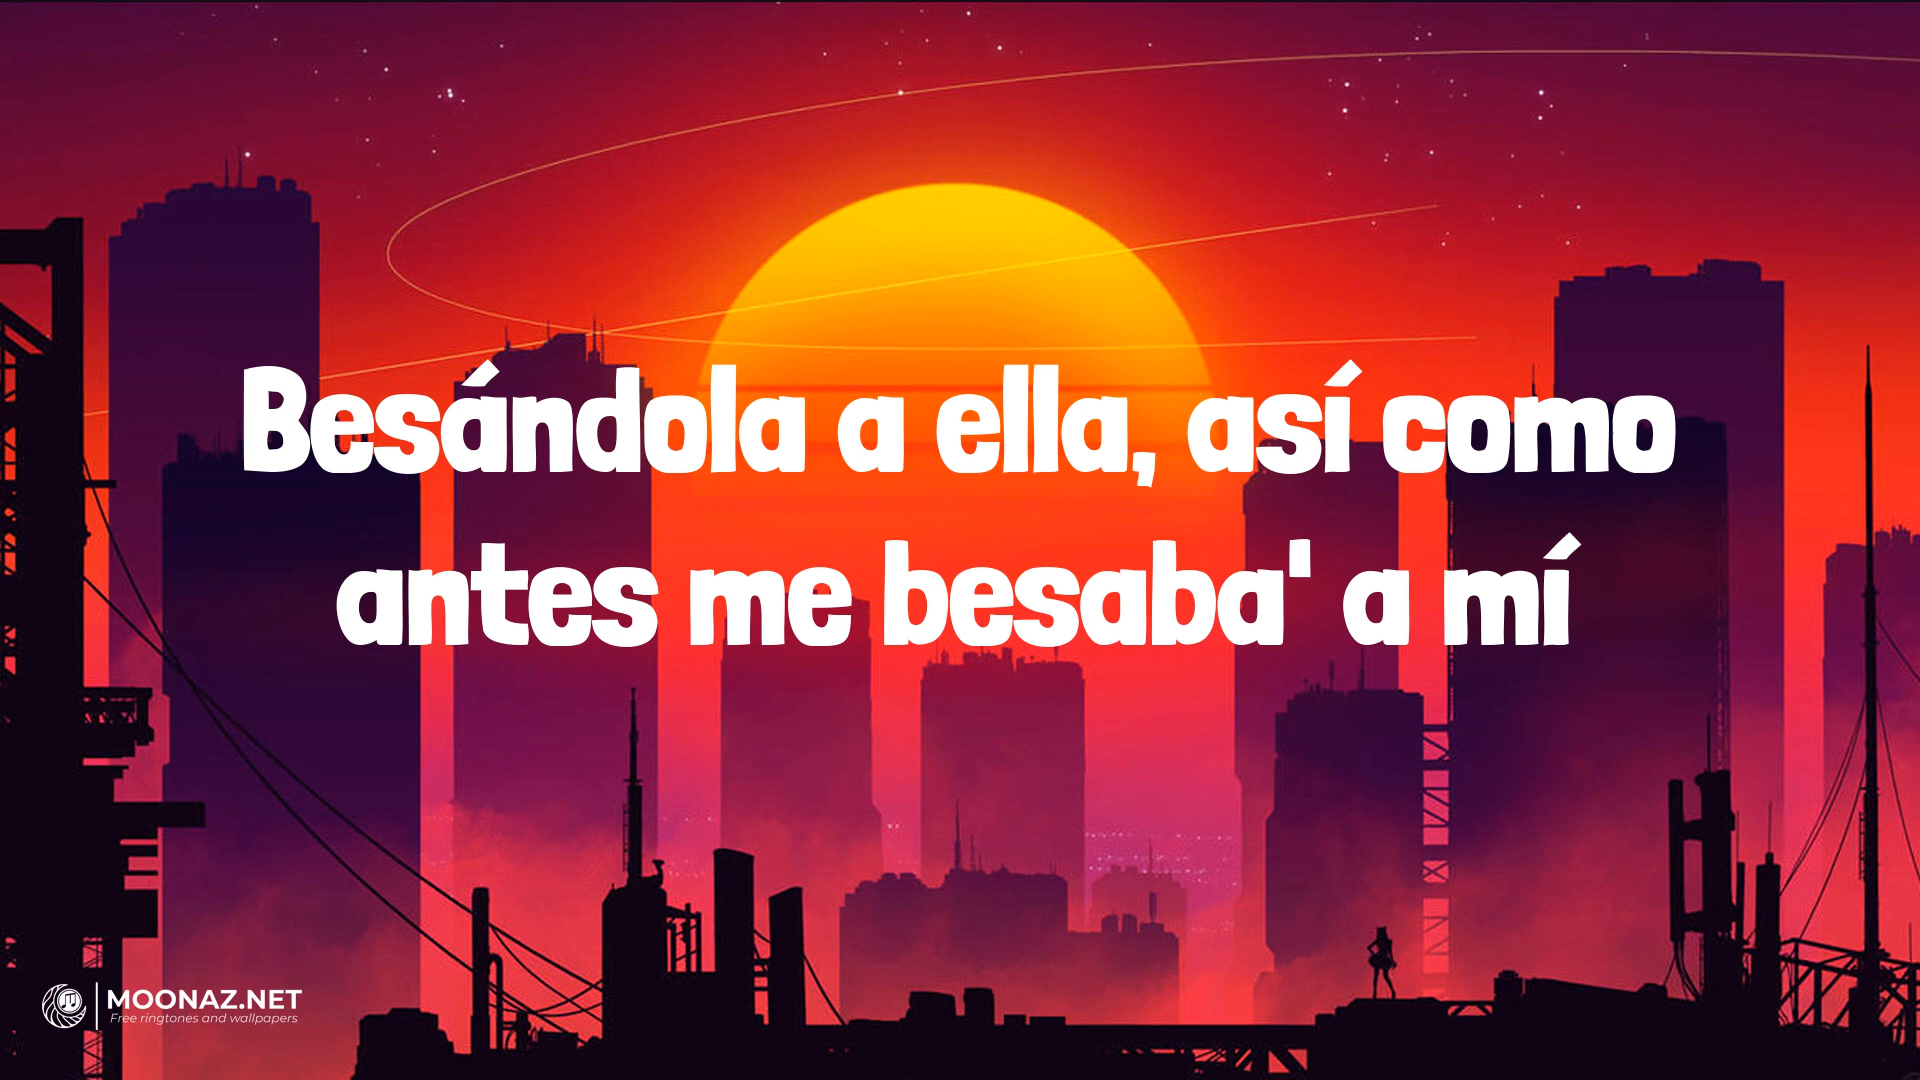 Besándola a ella, así como
antes me besaba' a mí
MOONAZ.NET
Free ringtones and wallpapers